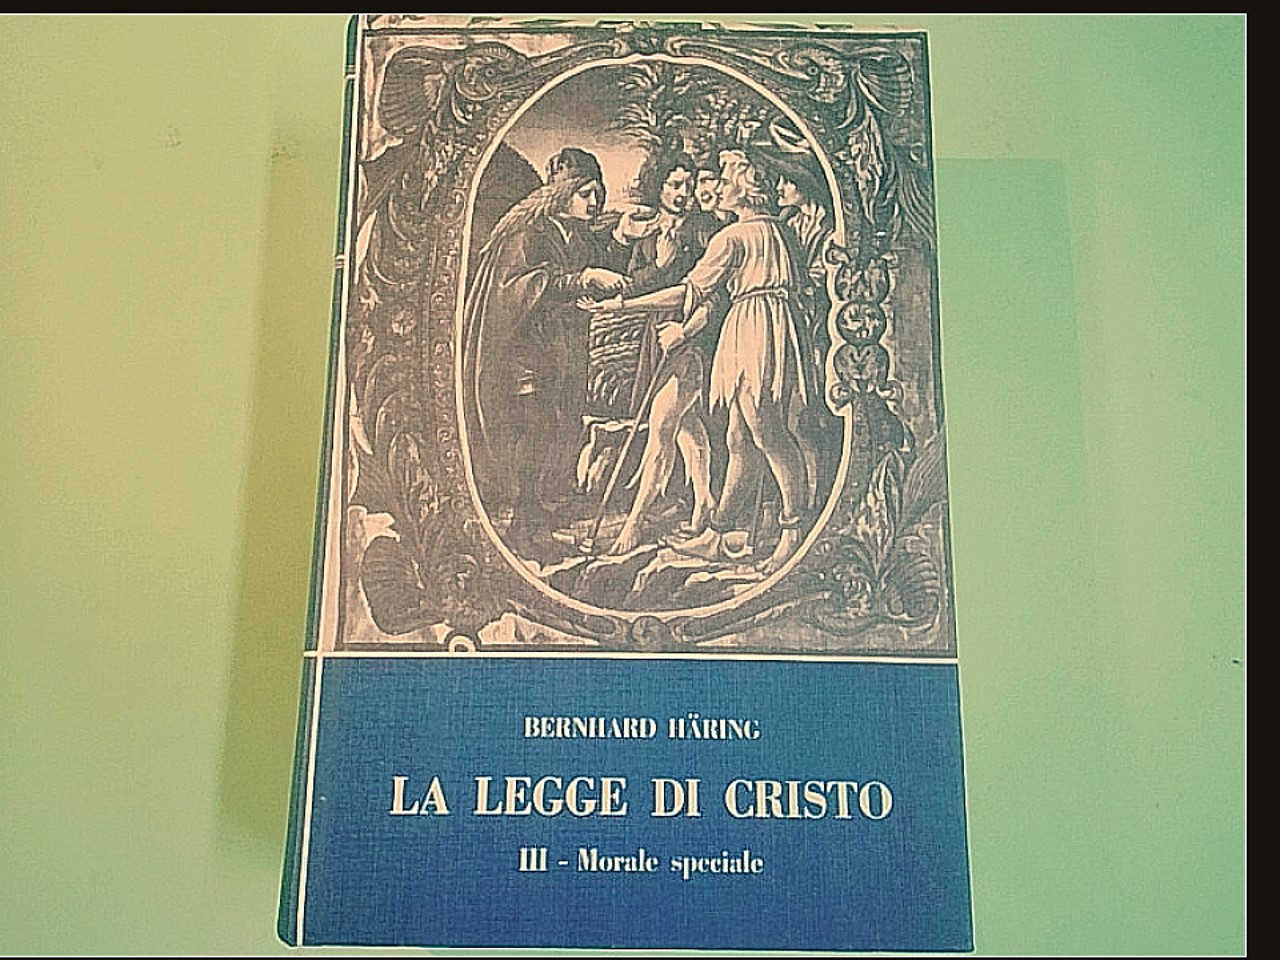 BERNHARD HÄRING
LA LEGGE DI CRISTO
III - Morale speciale